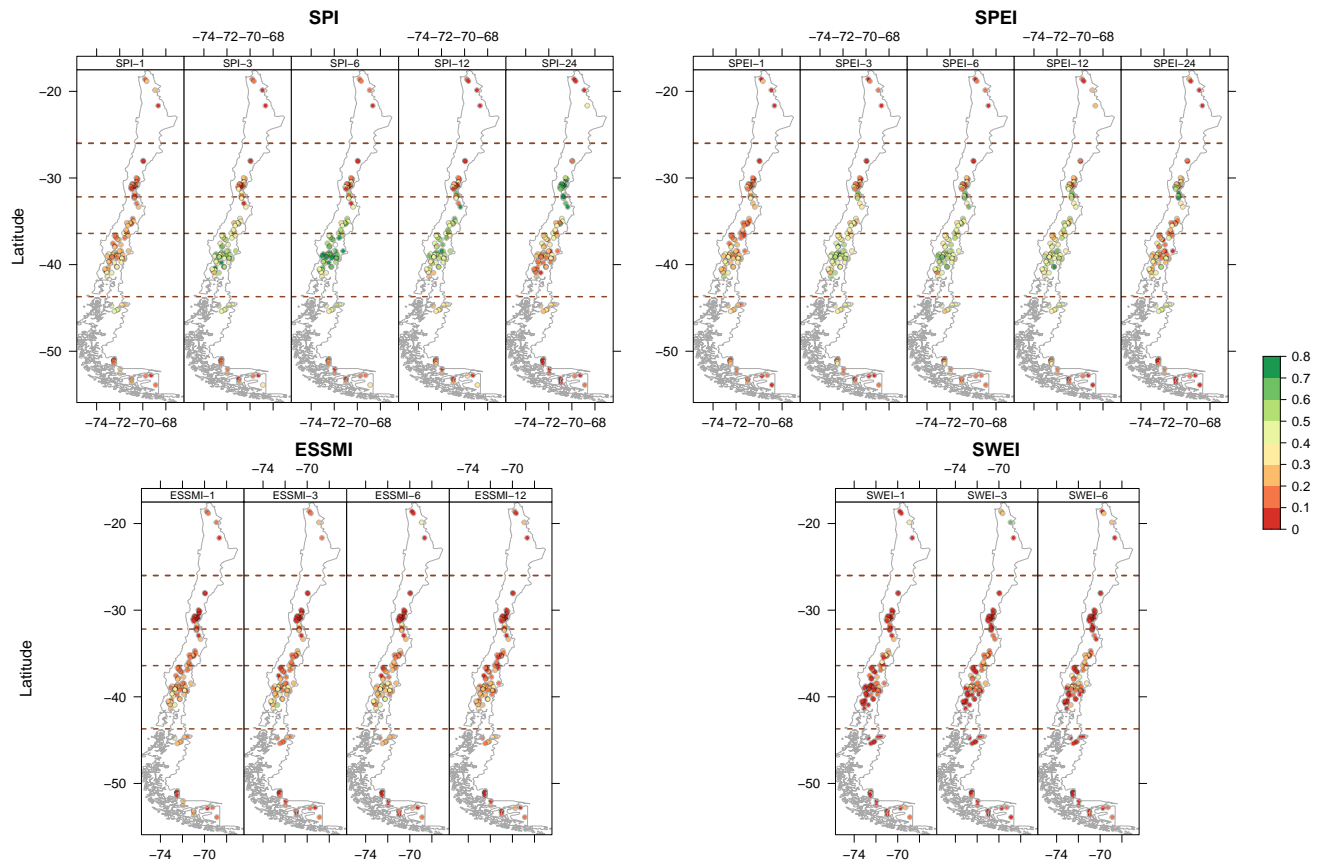 SPI
SPEI
−74−72−70−68 −74−72−70−68
−74−72−70−68 −74−72−70−68
SPI−1 SPI−3 SPI−6 SPI−12 SPI−24
SPEI−1 SPEI−3 SPEI−6 SPEI−12 SPEI−24
−20
−30
−40
−50
Latitude
−20
−30
−40
−50
−74−72−70−68 −74−72−70−68 −74−72−70−68
−74−72−70−68 −74−72−70−68 −74−72−70−68
0.8
0.7
0.6
0.5
0.4
0.3
0.1
0
ESSMI
SWEI
−74 −70 −74 −70
−74 −70
ESSMI−1 ESSMI−3 ESSMI−6 ESSMI−12
SWEI−1 SWEI−3 SWEI−6
−20
−30
−40
−50
Latitude
−20
−30
−40
−50
−74 −70 −74 −70
−74 −70 −74 −70